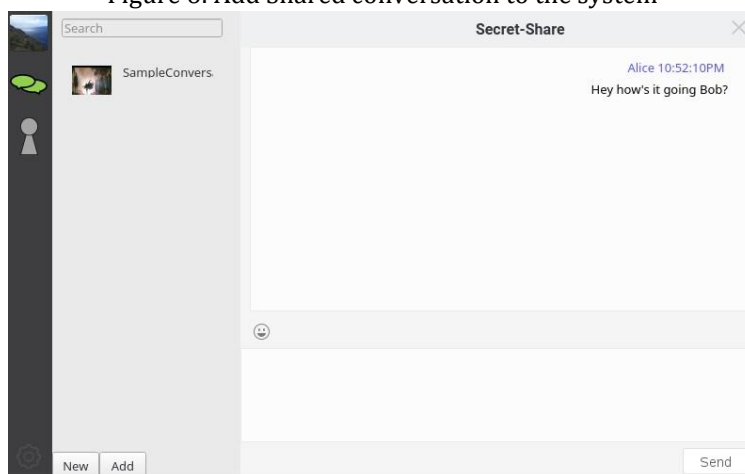 Figure 6: Add shared conversation to the system
Search
Secret-Share
SampleConvers
Alice 10:52:10PM
Hey how's it going Bob?
New
Add
Send